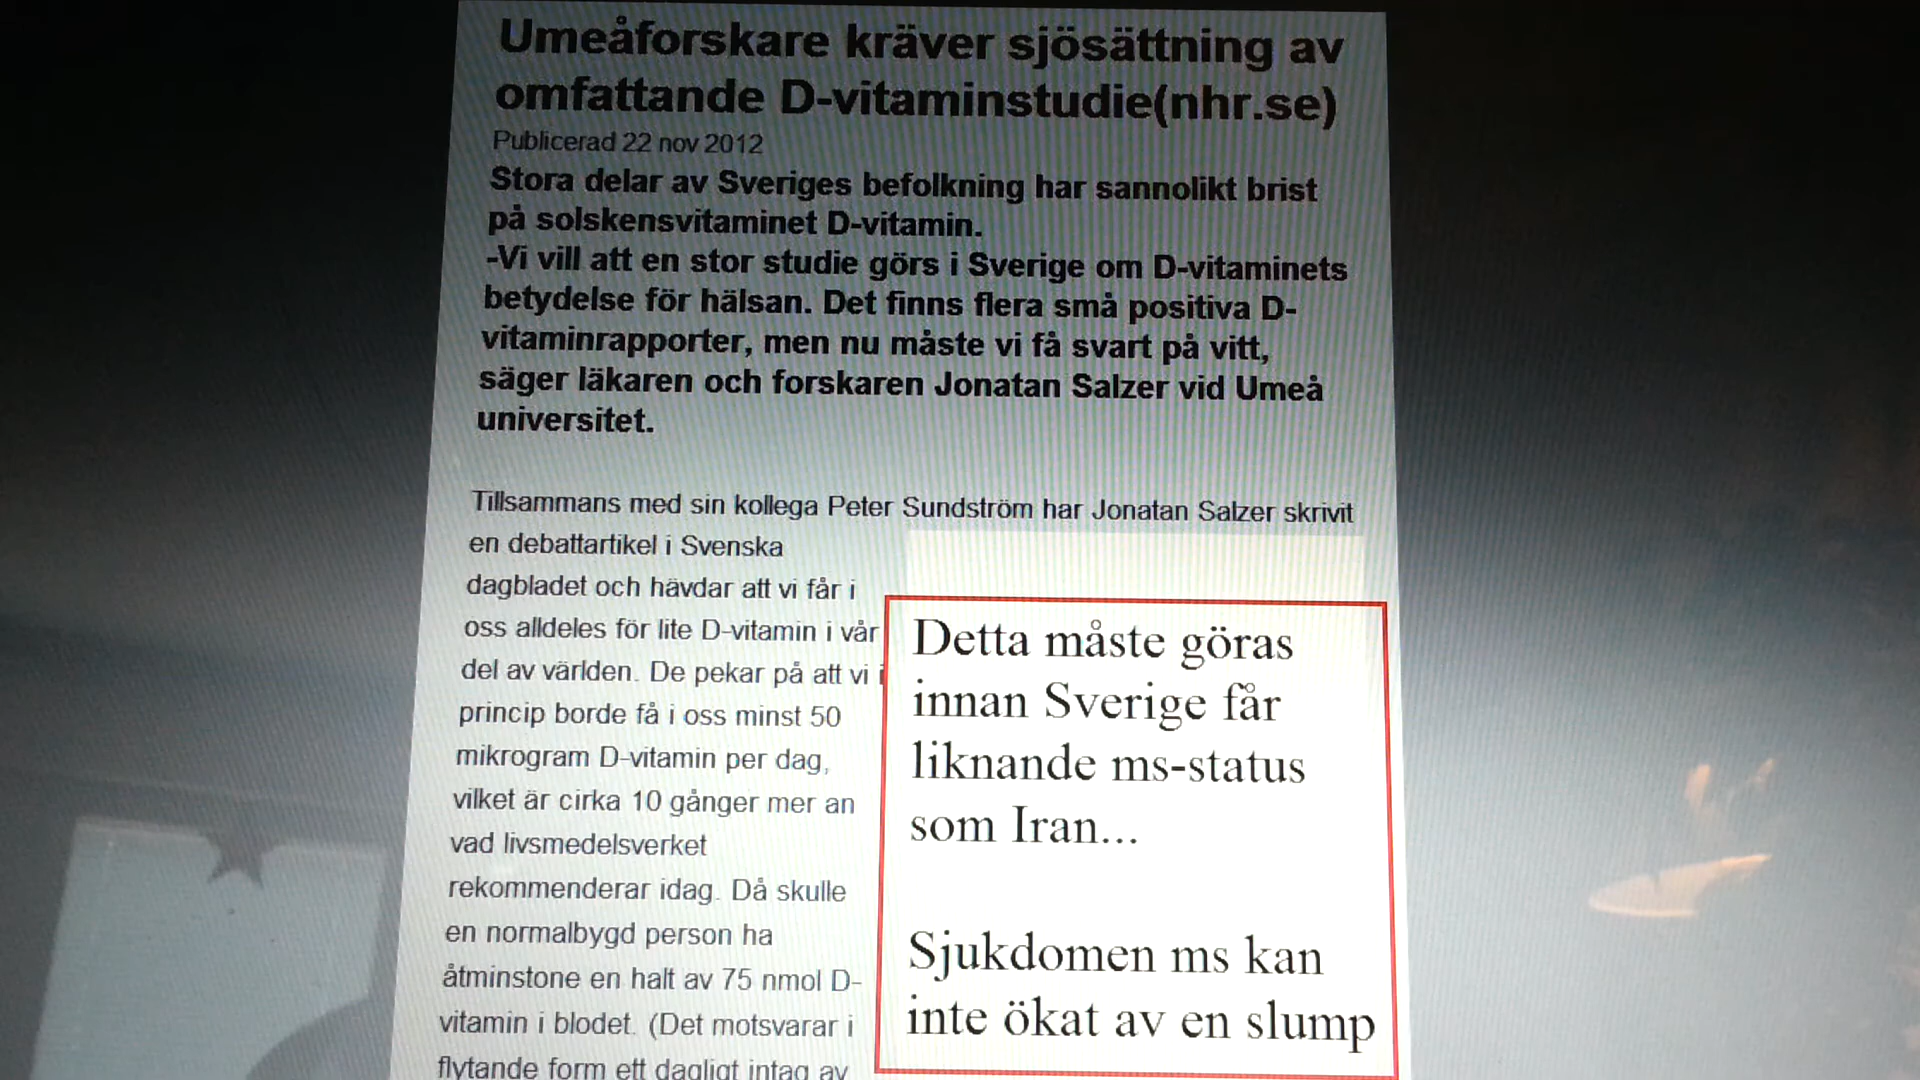 Umeåforskare kräver sjösättning av
omfattande D-vitaminstudie(nhr.se)
Publicerad 22 nov 2012
Stora delar av Sveriges befolkning har sannolikt brist
på solskensvitaminet D-vitamin.
-Vi vill att en stor studie görs i Sverige om D-vitaminets
betydelse för hälsan. Det finns flera små positiva D-
vitaminrapporter, men nu måste vi få svart på vitt,
säger läkaren och forskaren Jonatan Salzer vid Umeå
universitet.
Tillsammans med sin kollega Peter Sundström har Jonatan Salzer skrivit
en debattartikel i Svenska
dagbladet och hävdar att vi får i
oss alldeles för lite D-vitamin i vår
del av världen. De pekar på att vi i
princip borde få i oss minst 50
mikrogram D-vitamin per dag,
vilket är cirka 10 gånger mer an
vad livsmedelsverket
rekommenderar idag. Då skulle
en normalbygd person ha
åtminstone en halt av 75 nmol D-
vitamin i blodet. (Det motsvarar i
flytande form ett dagligt intag av
Detta måste göras
innan Sverige får
liknande ms-status
som Iran...
Sjukdomen ms kan
inte ökat av en slump